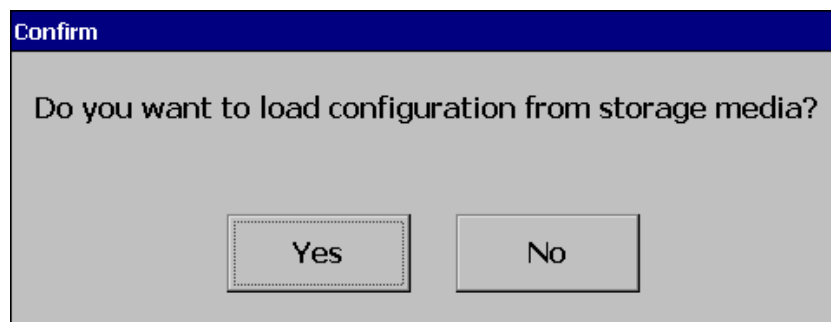 Confirm
Do you want to load configuration from storage media?
Yes No